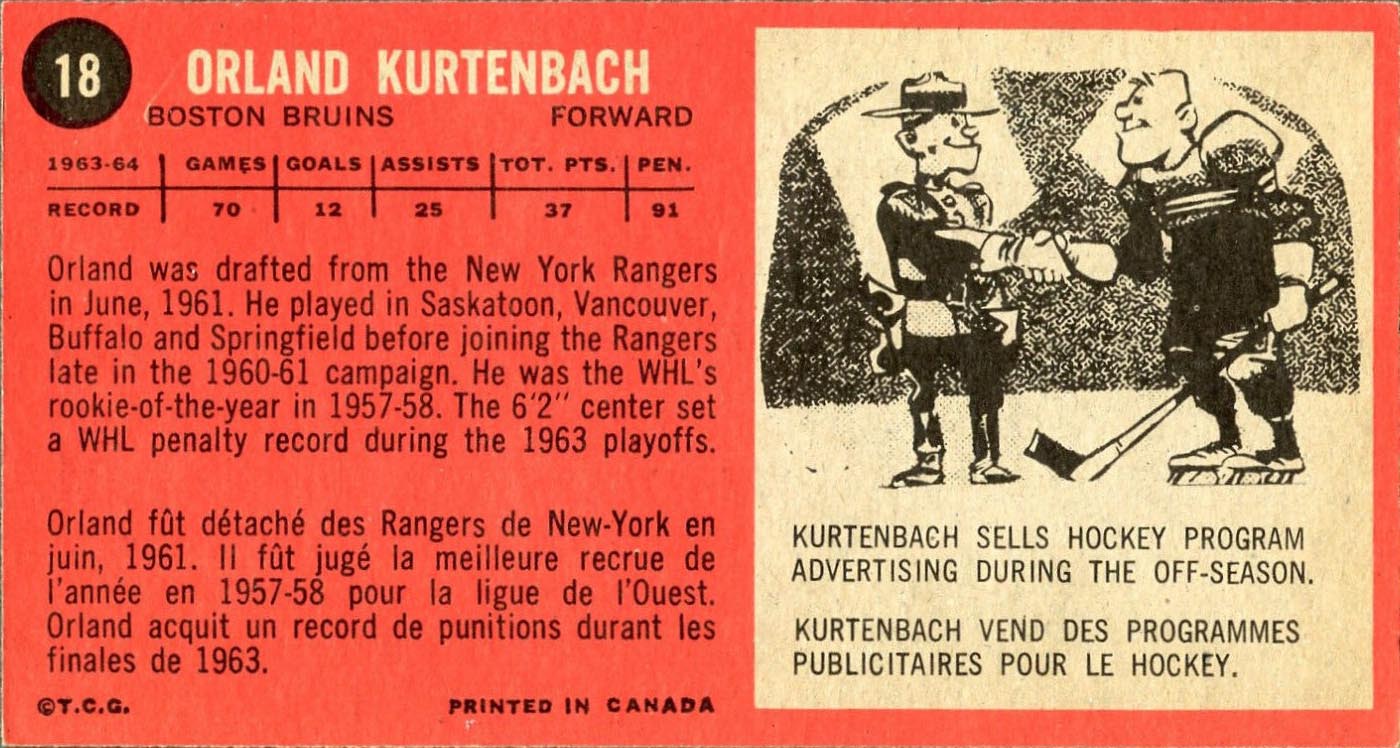 18
ORLAND KURTENBACH
BOSTON BRUINS FORWARD
1963-64 GAMES GOALS ASSISTS TOT. PTS. PEN.
RECORD 70 12 25 37 91
Orland was drafted from the New York Rangers
in June, 1961. He played in Saskatoon, Vancouver,
Buffalo and Springfield before joining the Rangers
late in the 1960-61 campaign. He was the WHL's
rookie-of-the-year in 1957-58. The 6'2" center set
a WHL penalty record during the 1963 playoffs.
Orland fût détaché des Rangers de New-York en
juin, 1961. Il fût jugé la meilleure recrue de
l'année en 1957-58 pour la ligue de l'Ouest.
Orland acquit un record de punitions durant les
finales de 1963.
©T.C.G. PRINTED IN CANADA
KURTENBACH SELLS HOCKEY PROGRAM
ADVERTISING DURING THE OFF-SEASON.
KURTENBACH VEND DES PROGRAMMES
PUBLICITAIRES POUR LE HOCKEY.